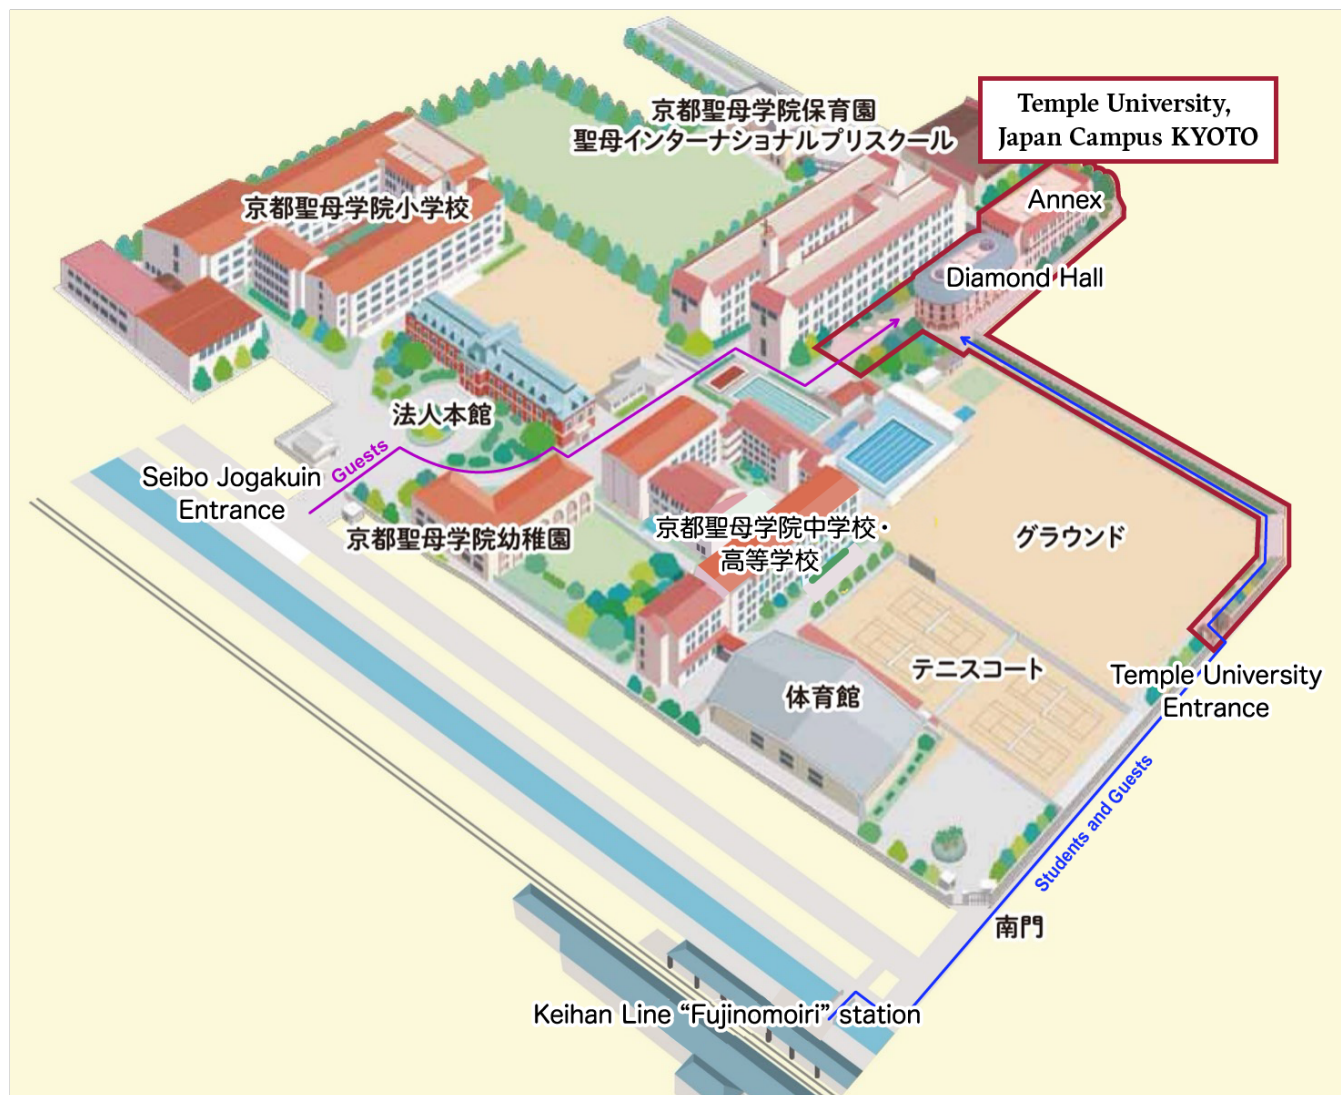 京都聖母学院保育園
聖母インターナショナルプリスクール
Temple University,
Japan Campus KYOTO
京都聖母学院小学校
Annex
Diamond Hall
法人本館
Seibo Jogakuin
Entrance
Guests
京都聖母学院幼稚園
京都聖母学院中学校・
高等学校
グラウンド
テニスコート
体育館
Temple University
Entrance
Students and Guests
南門
Keihan Line “Fujinomoiri” station